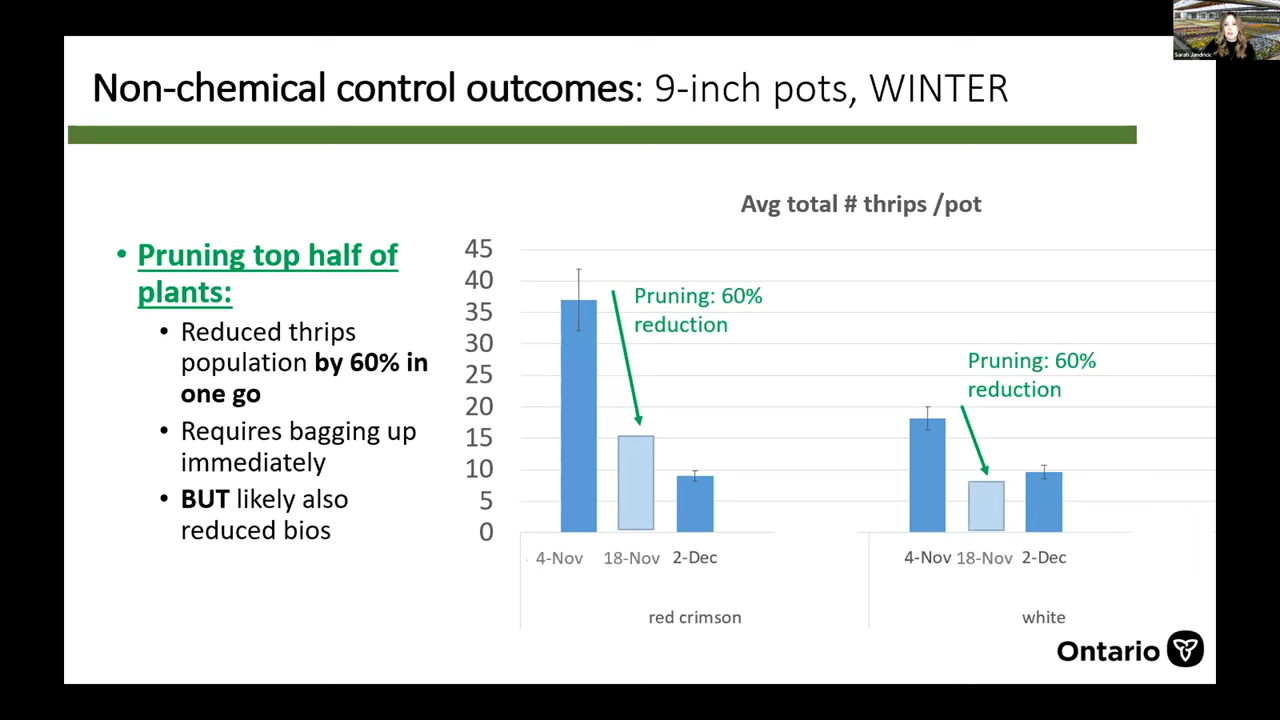 Sarah Jandricic
Non-chemical control outcomes: 9-inch pots, WINTER
Avg total # thrips /pot
• Pruning top half of
plants:
• Reduced thrips
population by 60% in
one go
• Requires bagging up
immediately
• BUT likely also
reduced bios
45
40
35
30
25
20
15
10
5
0
Pruning: 60%
reduction
Pruning: 60%
reduction
4-Nov 18-Nov 2-Dec
4-Nov 18-Nov 2-Dec
red crimson
white
Ontario